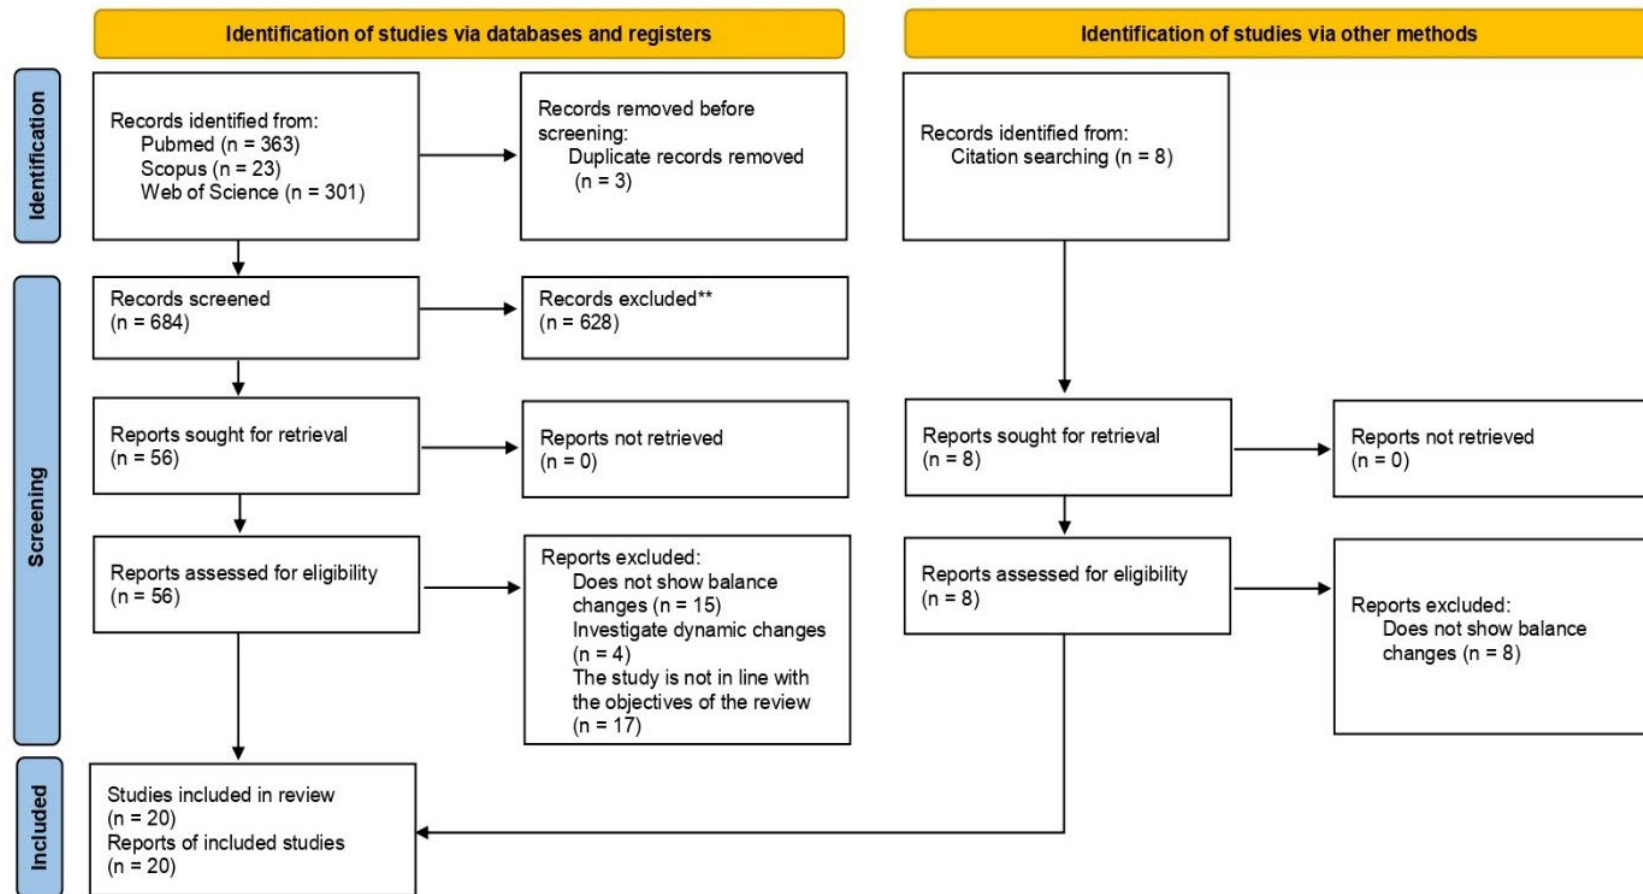 Identification of studies via databases and registers
Identification of studies via other methods
Identification
Records identified from:
Pubmed (n = 363)
Scopus (n = 23)
Web of Science (n = 301)
Records removed before
screening:
Duplicate records removed
(n = 3)
Records identified from:
Citation searching (n = 8)
Screening
Records screened
(n = 684)
Records excluded**
(n = 628)
Reports sought for retrieval
(n = 56)
Reports not retrieved
(n = 0)
Reports sought for retrieval
(n = 8)
Reports not retrieved
(n = 0)
Reports assessed for eligibility
(n = 56)
Reports excluded:
Does not show balance
changes (n = 15)
Investigate dynamic changes
(n = 4)
The study is not in line with
the objectives of the review
(n = 17)
Reports assessed for eligibility
(n = 8)
Reports excluded:
Does not show balance
changes (n = 8)
Included
Studies included in review
(n = 20)
Reports of included studies
(n = 20)